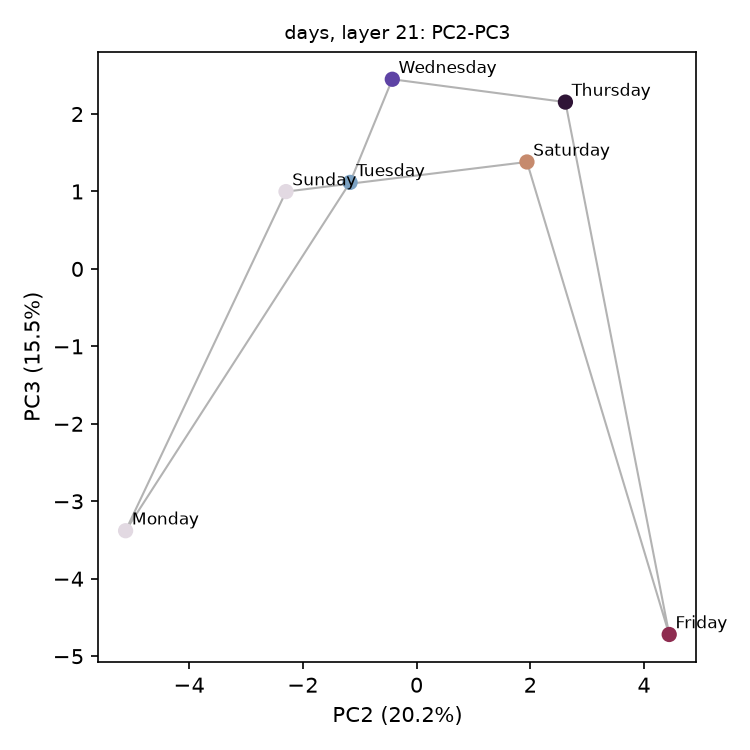 days, layer 21: PC2-PC3
Wednesday
Thursday
Saturday
Tuesday
Sunday
Monday
Friday
2
1
0
−1
−2
−3
−4
−5
PC3 (15.5%)
−4
−2
0
2
4
PC2 (20.2%)